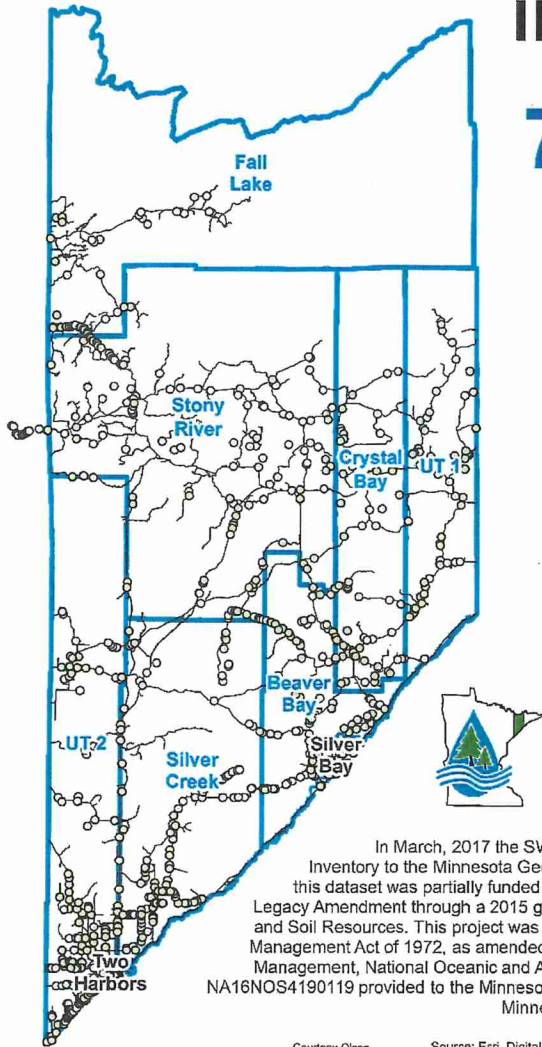 Fall
Lake
Stony
River
Crystal
Bay
UT 1
Beaver
Bay
UT 2
Silver
Creek
Silver
Bay
Two
Harbors
In March, 2017 the SW
Inventory to the Minnesota Ge
this dataset was partially funded
Legacy Amendment through a 2015 g
and Soil Resources. This project was
Management Act of 1972, as amended
Management, National Oceanic and A
NA16NOS4190119 provided to the Minneso
Minne
Source: Esri, Digital